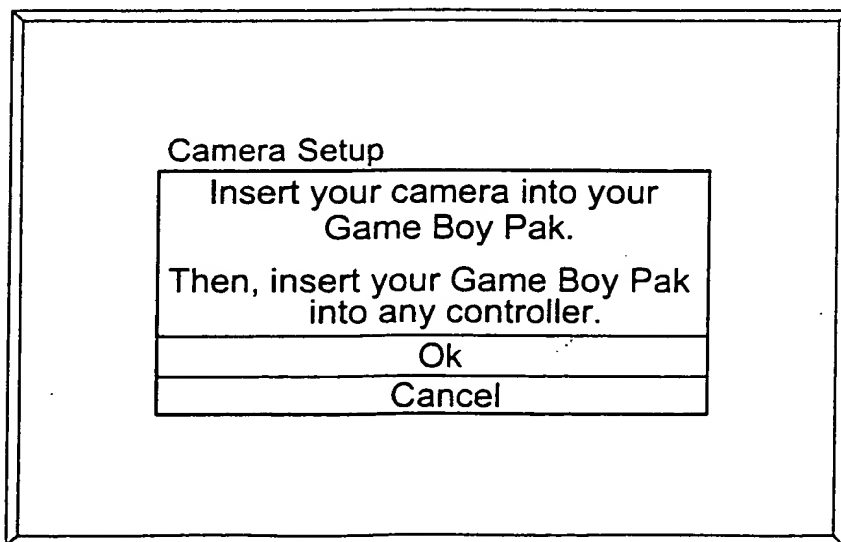 Camera Setup
Insert your camera into your
Game Boy Pak.
Then, insert your Game Boy Pak
into any controller.
Ok
Cancel